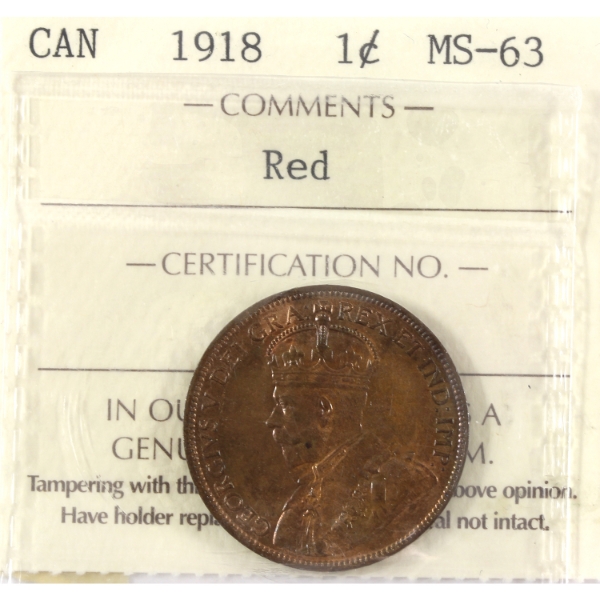 CAN 1918 1¢ MS-63
— COMMENTS —
Red
— CERTIFICATION NO. —
IN OU A
GENU M.
Tampering with th ove opinion.
Have holder repl al not intact.
GEORGIVS V DEI GRA: REX ET IND: IMP: